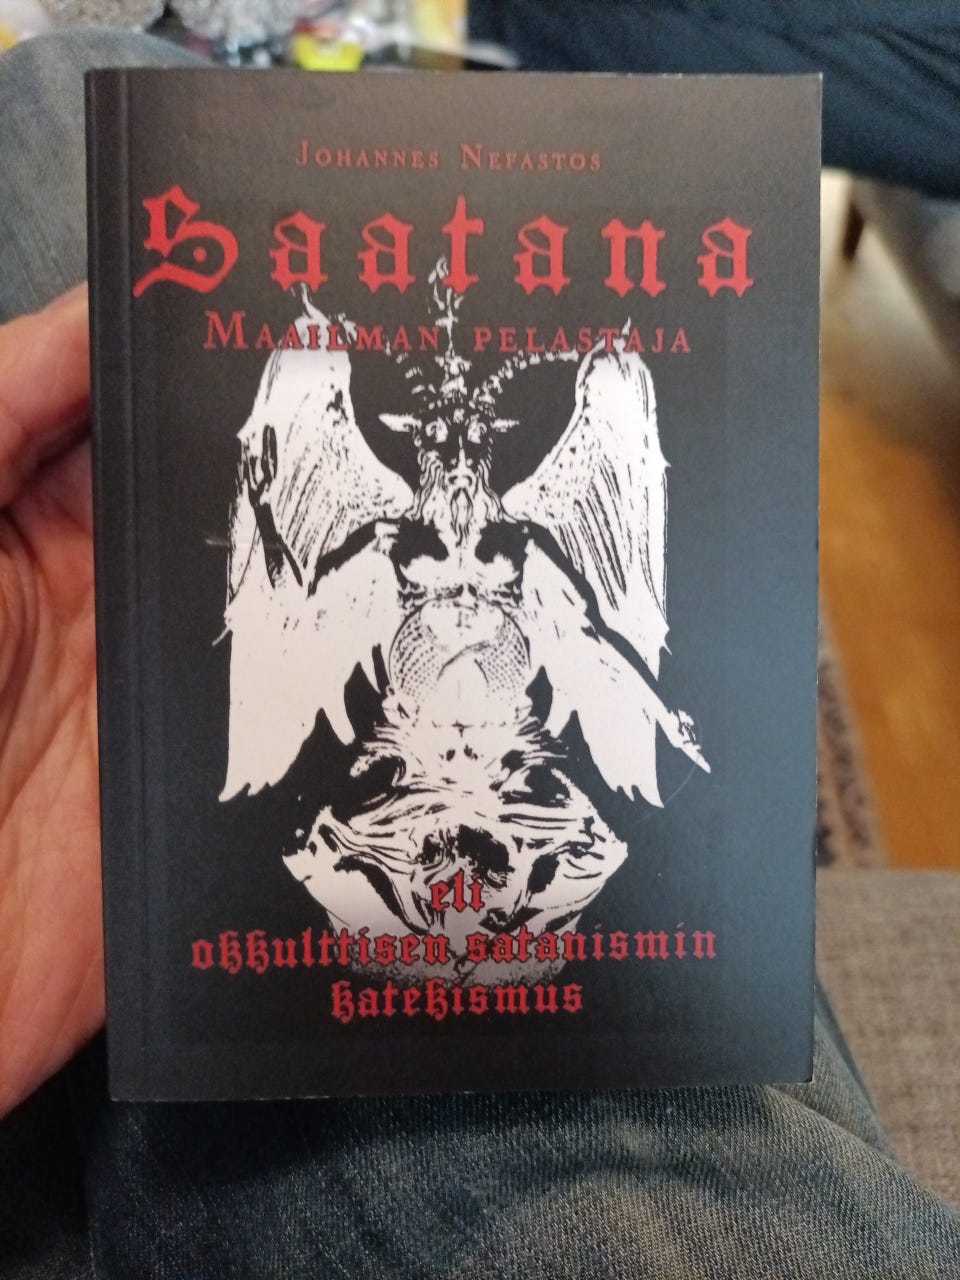 Johannes Nefastos
Saatana
Maailman pelastaja
eli
okkulttisen satanismin
katekismus